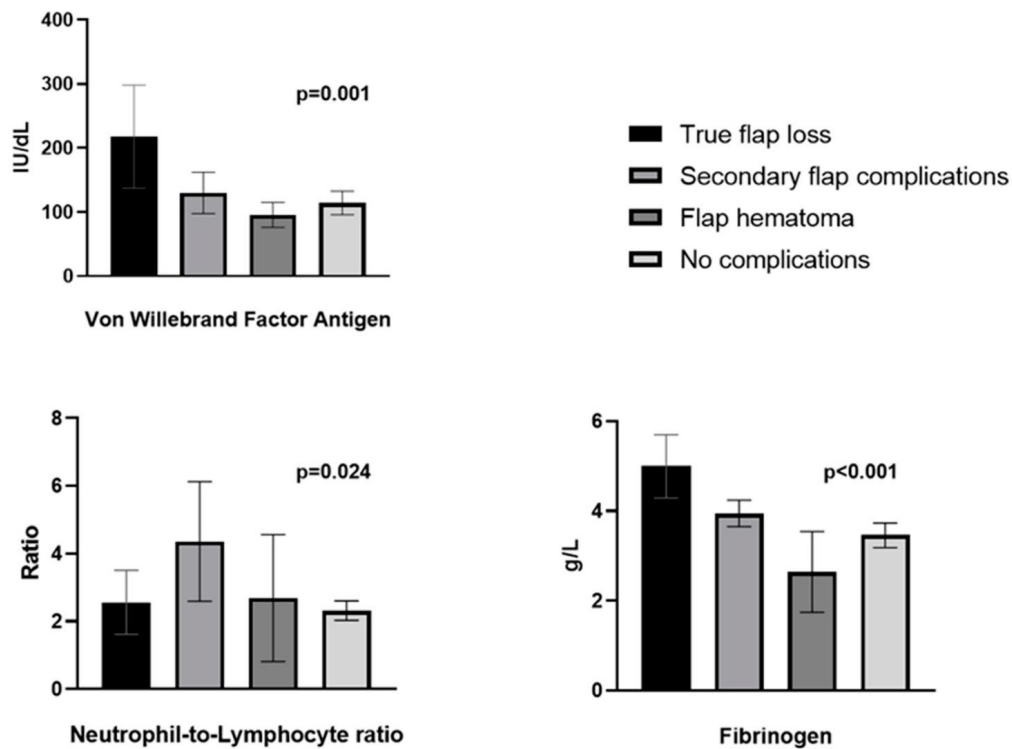 400
300
200
100
0
IU/dL
p=0.001
Von Willebrand Factor Antigen
True flap loss
Secondary flap complications
Flap hematoma
No complications
8
6
4
2
0
Ratio
p=0.024
Neutrophil-to-Lymphocyte ratio
6
4
2
0
g/L
p<0.001
Fibrinogen